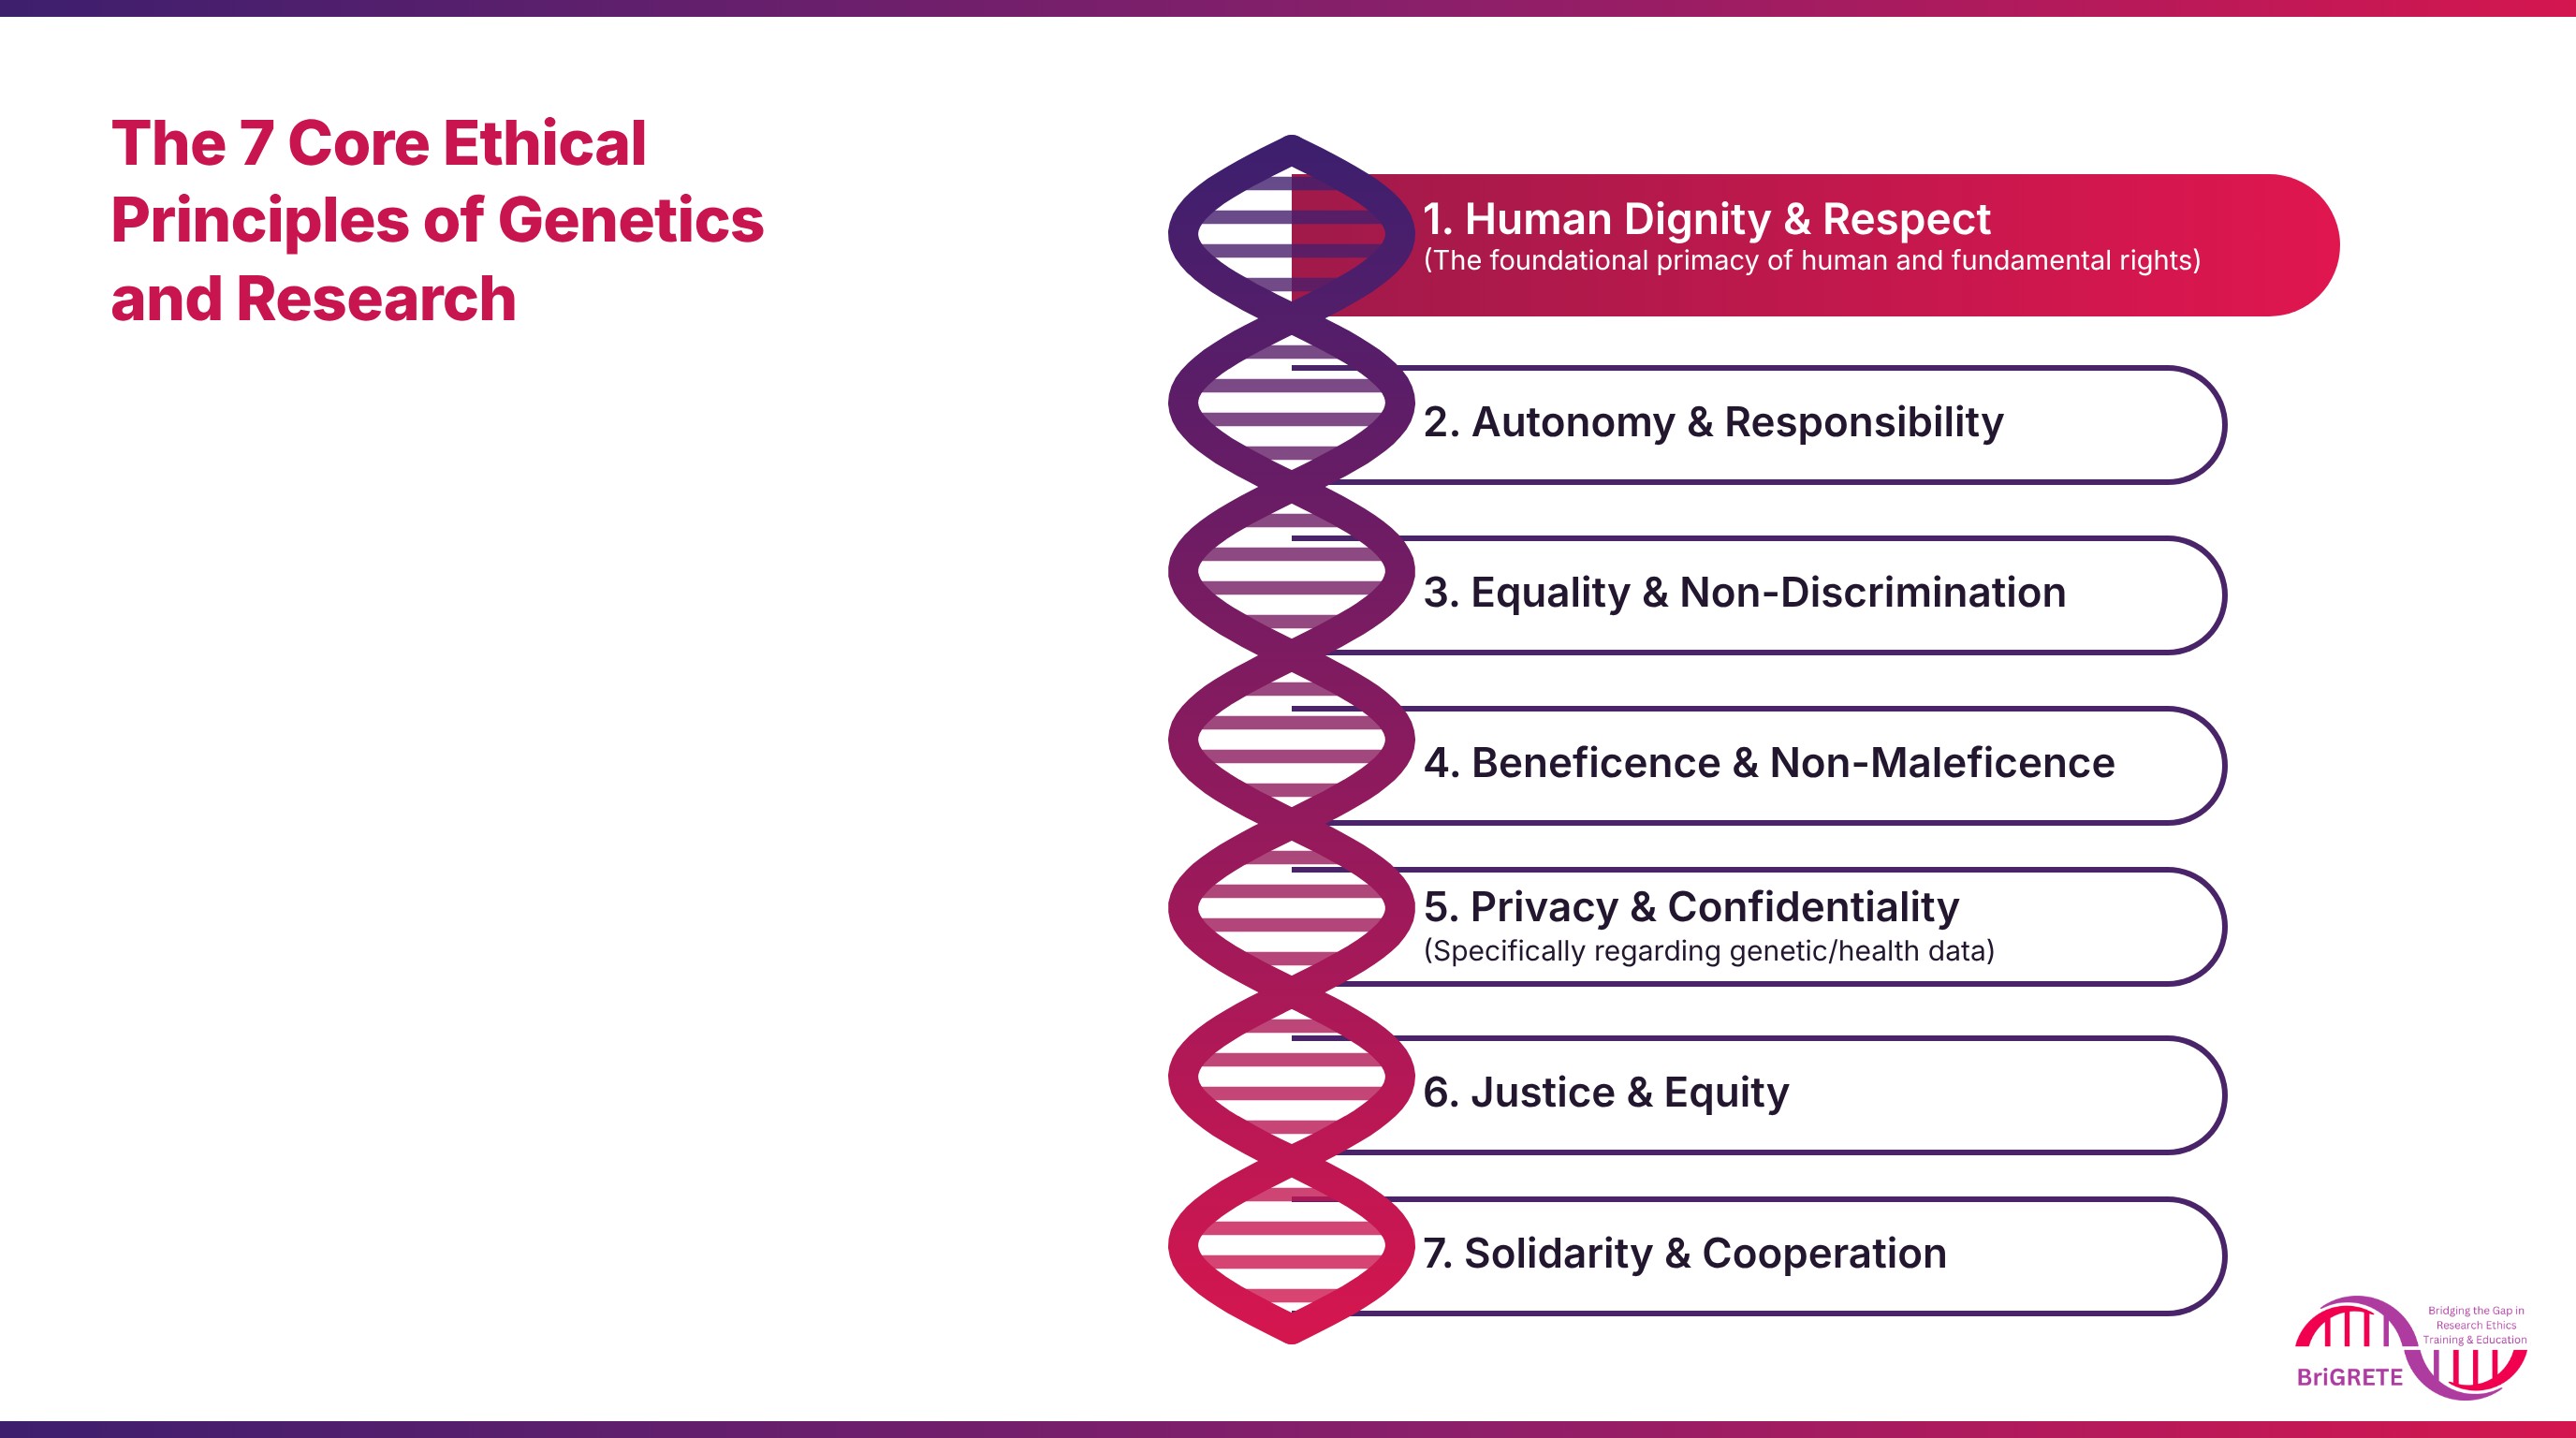 The 7 Core Ethical
Principles of Genetics
and Research
1. Human Dignity & Respect
(The foundational primacy of human and fundamental rights)
2. Autonomy & Responsibility
3. Equality & Non-Discrimination
4. Beneficence & Non-Maleficence
5. Privacy & Confidentiality
(Specifically regarding genetic/health data)
6. Justice & Equity
7. Solidarity & Cooperation
Bridging the Gap in
Research Ethics
Training & Education
BriGRETE